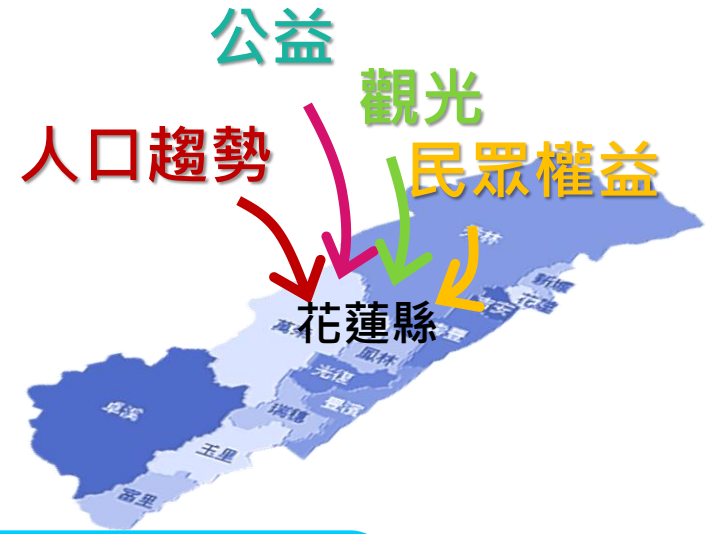 公益
觀光
人口趨勢
民眾權益
秀林
新城
花蓮
吉安
花蓮縣
萬榮
壽豐
鳳林
光復
豐濱
卓溪
瑞穗
玉里
富里